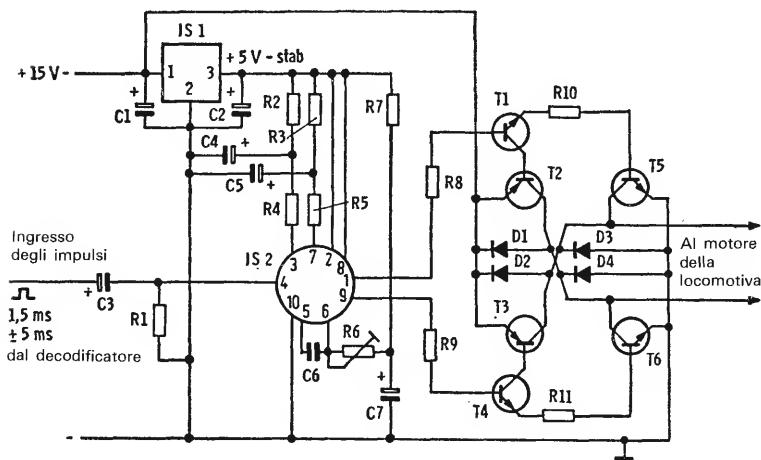 JS 1
+ 5 V - stab
+ 15 V -
1
3
2
+
+
C1
C2
R2
R3
R7
T1
R10
C4
+
C5
+
R8
T2
T5
R4
R5
Ingresso
degli impulsi
JS 2
3
7
2
8
1
9
4
10
5
6
D1
D3
D2
D4
Al motore
della
locomotiva
+
C3
R1
1,5 ms
± 5 ms
dal decodificatore
C6
R6
R9
T3
T6
+
C7
T4
R11
-